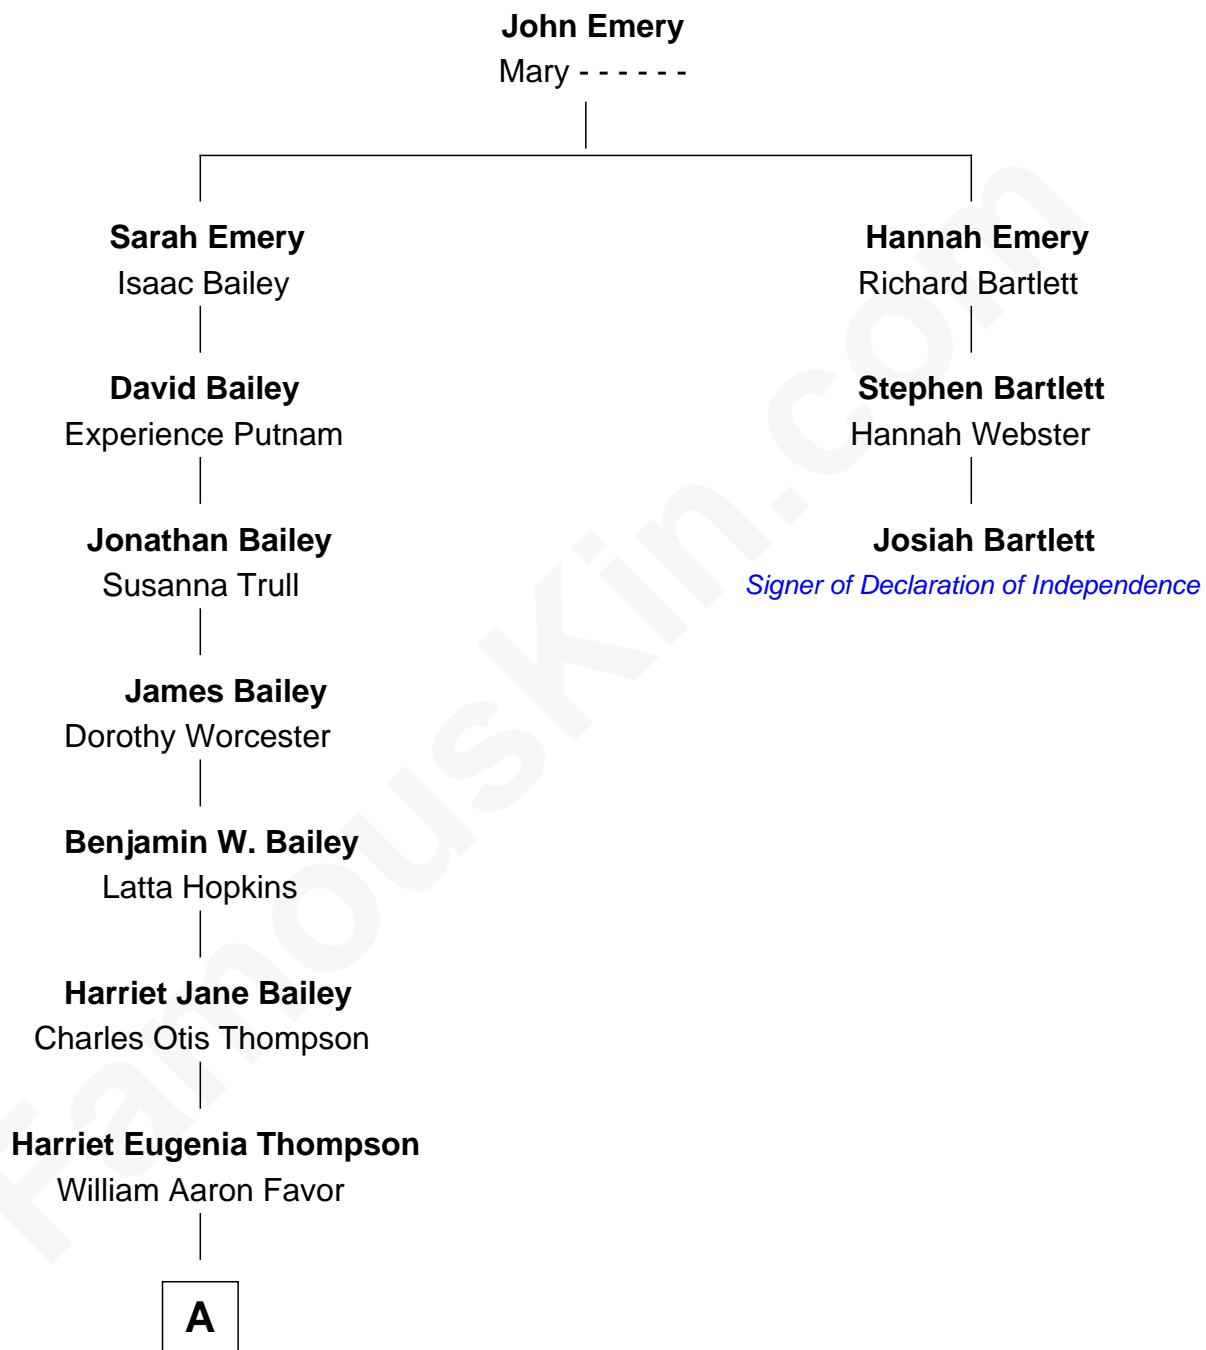 John Emery
Mary - - - - - -
Sarah Emery
Isaac Bailey
Hannah Emery
Richard Bartlett
David Bailey
Experience Putnam
Stephen Bartlett
Hannah Webster
Jonathan Bailey
Susanna Trull
Josiah Bartlett
Signer of Declaration of Independence
James Bailey
Dorothy Worcester
Benjamin W. Bailey
Latta Hopkins
Harriet Jane Bailey
Charles Otis Thompson
Harriet Eugenia Thompson
William Aaron Favor
A
FamousKin.com